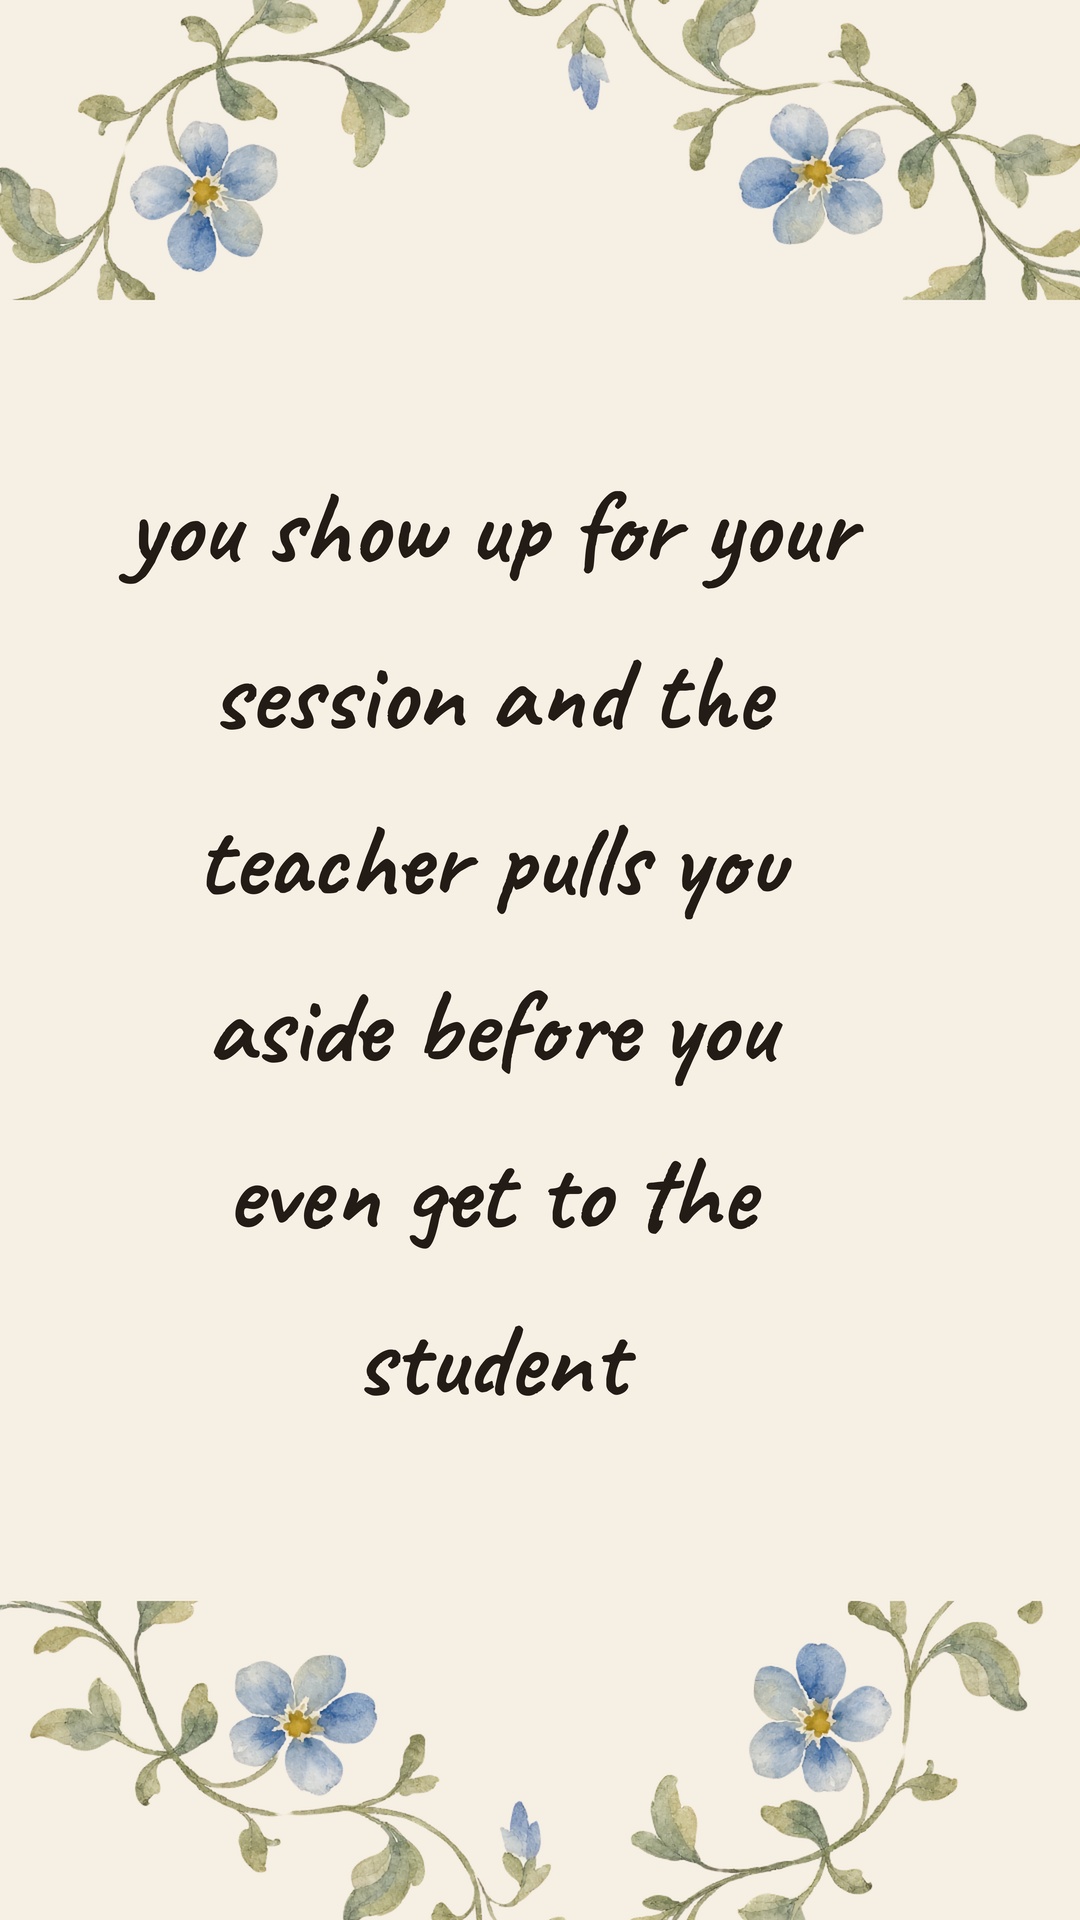 you show up for your
session and the
teacher pulls you
aside before you
even get to the
student